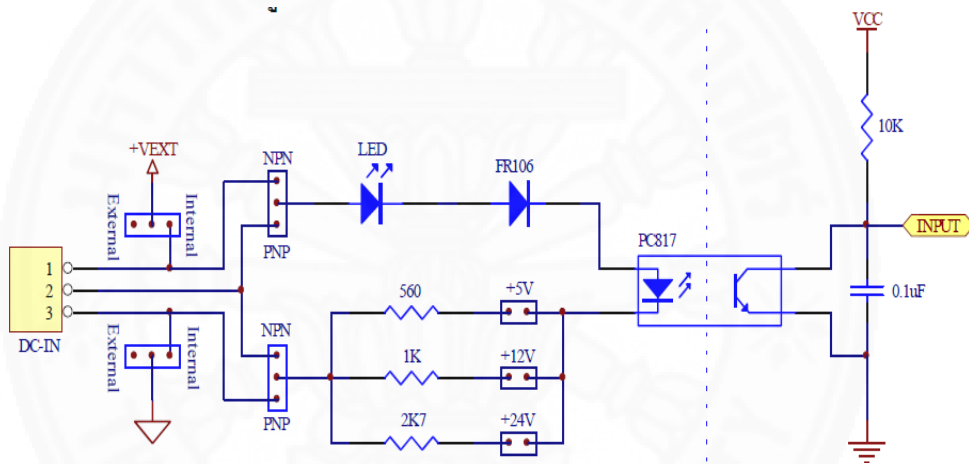 VCC
10K
+VEXT
NPN
LED
FR106
External
Internal
PNP
PC817
INPUT
1
2
3
DC-IN
560
+5V
0.1uF
External
Internal
NPN
1K
+12V
PNP
2K7
+24V